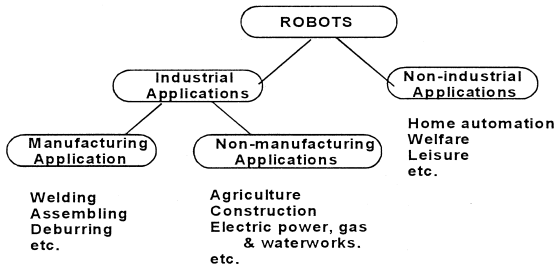 ROBOTS
Industrial
Applications
Non-industrial
Applications
Home automation
Welfare
Leisure
etc.
Manufacturing
Application
Non-manufacturing
Applications
Welding
Assembling
Deburring
etc.
Agriculture
Construction
Electric power, gas
& waterworks.
etc.